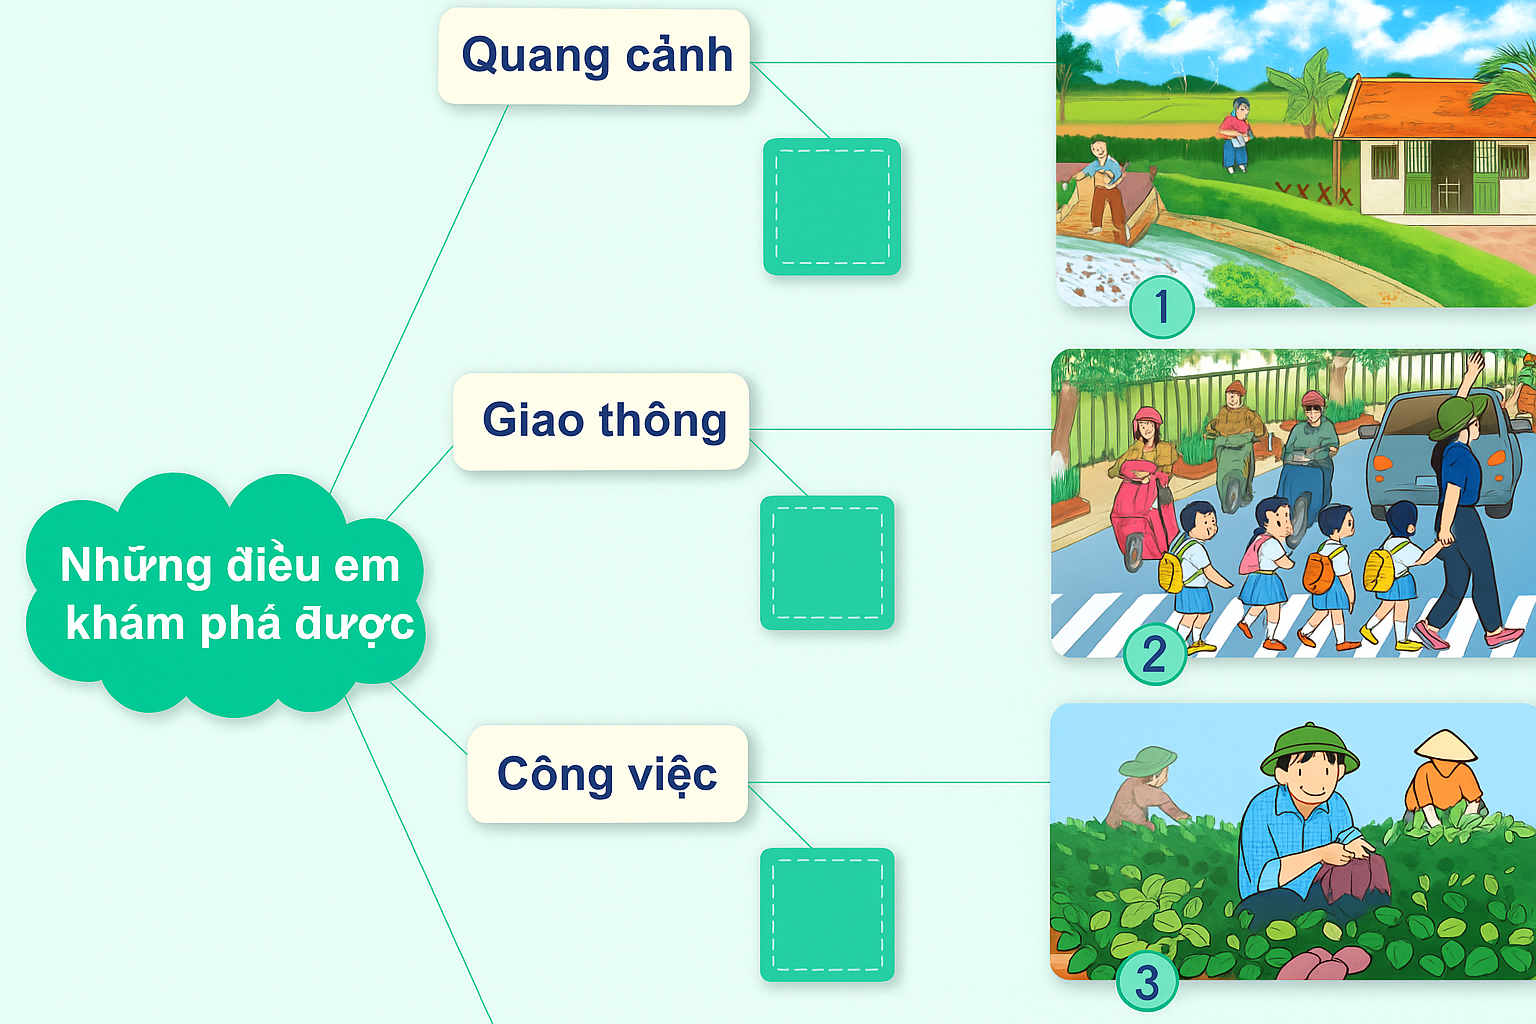 Quang cảnh
1
Giao thông
2
Những điều em
khám phá được
Công việc
3